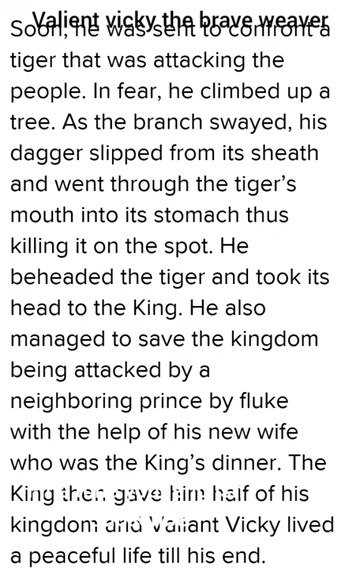 Valient vicky the brave weaver
Soon, he was sent to confront a
tiger that was attacking the
people. In fear, he climbed up a
tree. As the branch swayed, his
dagger slipped from its sheath
and went through the tiger's
mouth into its stomach thus
killing it on the spot. He
beheaded the tiger and took its
head to the King. He also
managed to save the kingdom
being attacked by a
neighboring prince by fluke
with the help of his new wife
who was the King's dinner. The
King then gave him half of his
kingdom and Valiant Vicky lived
a peaceful life till his end.